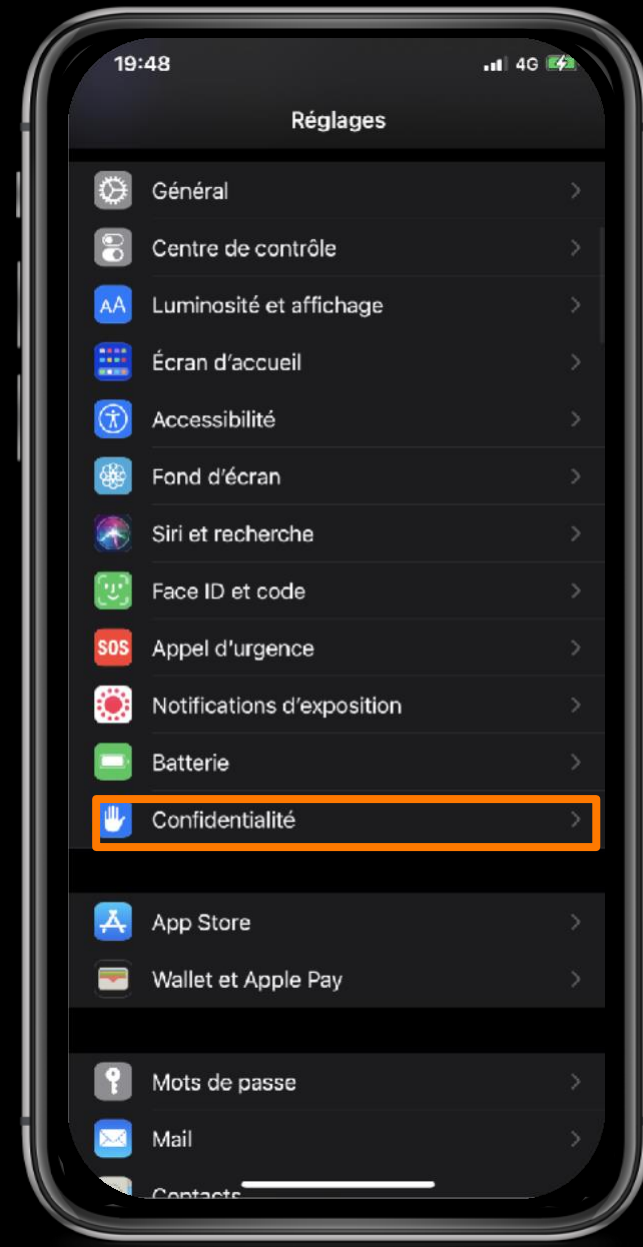 19:48 4G
Réglages
Général
Centre de contrôle
AA Luminosité et affichage
Écran d'accueil
Accessibilité
Fond d'écran
Siri et recherche
Face ID et code
SOS Appel d'urgence
Notifications d'exposition
Batterie
Confidentialité
App Store
Wallet et Apple Pay
Mots de passe
Mail
Contacts